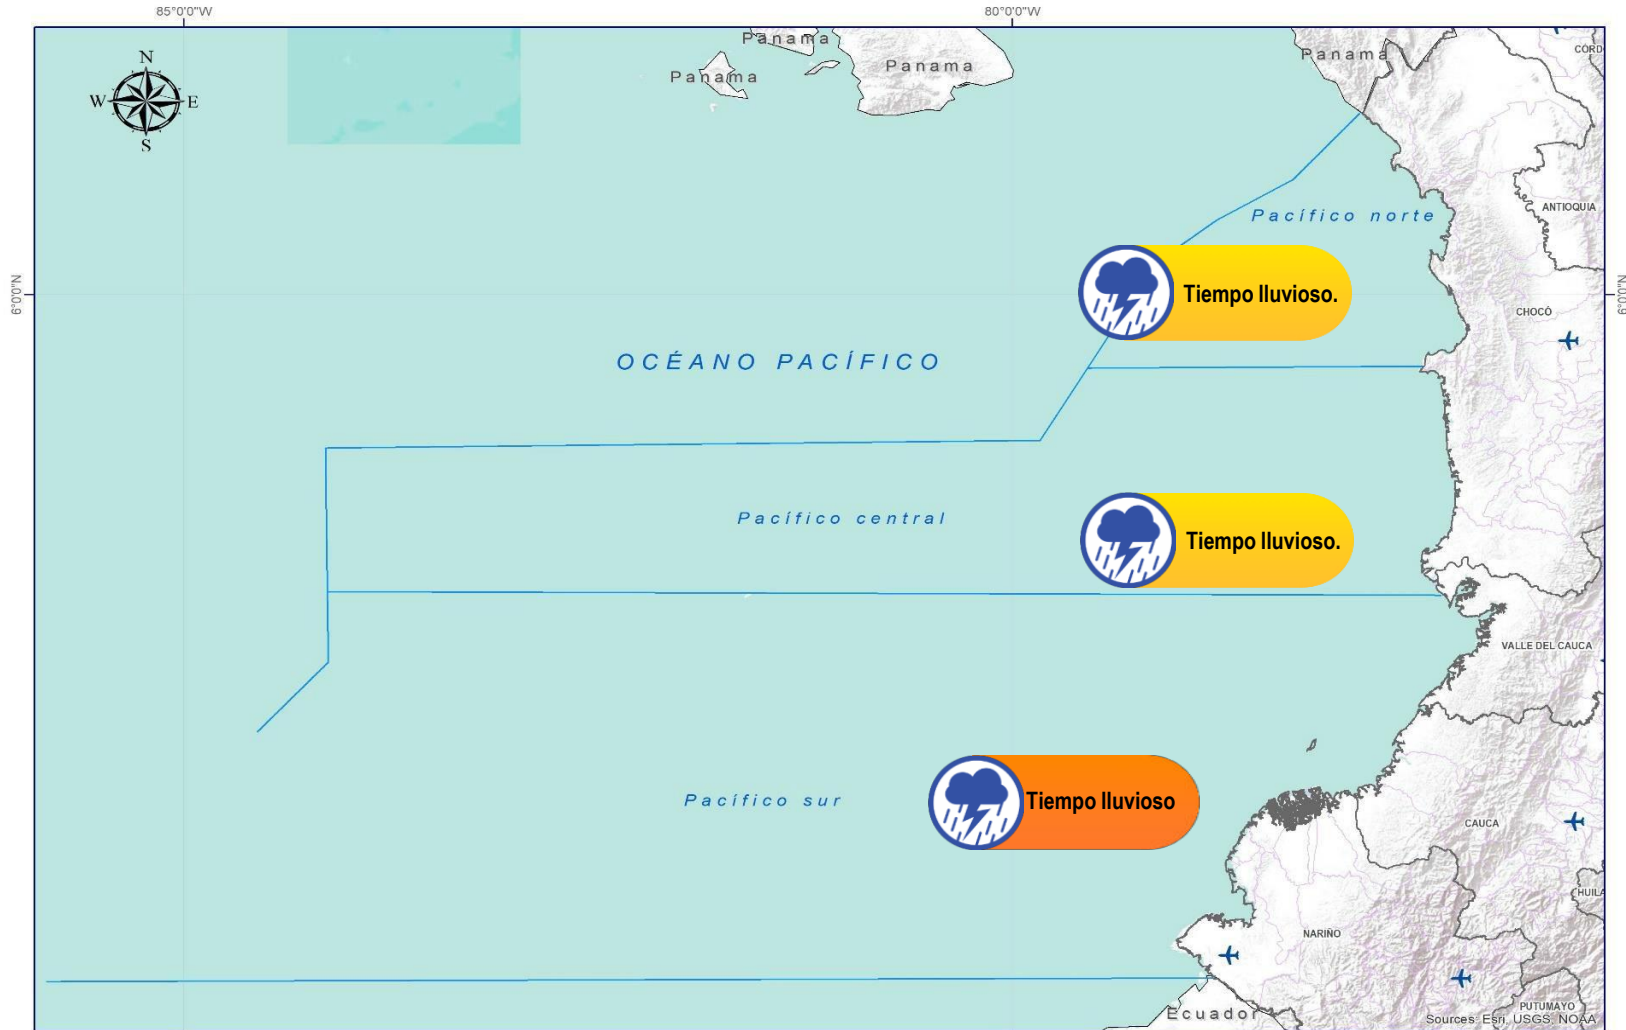 85°0'0"W
80°0'0"W
Panama
Panama
Panama
Panama
N
W
E
S
ANTIOQUIA
Pacífico norte
6°0'0"N
6°0'0"N
Tiempo lluvioso.
CHOCÓ
OCÉANO PACÍFICO
Pacífico central
Tiempo lluvioso.
VALLE DEL CAUCA
Pacífico sur
Tiempo lluvioso
CAUCA
HUILA
NARIÑO
PUTUMAYO
Ecuador
Sources: Esri, USGS, NOAA